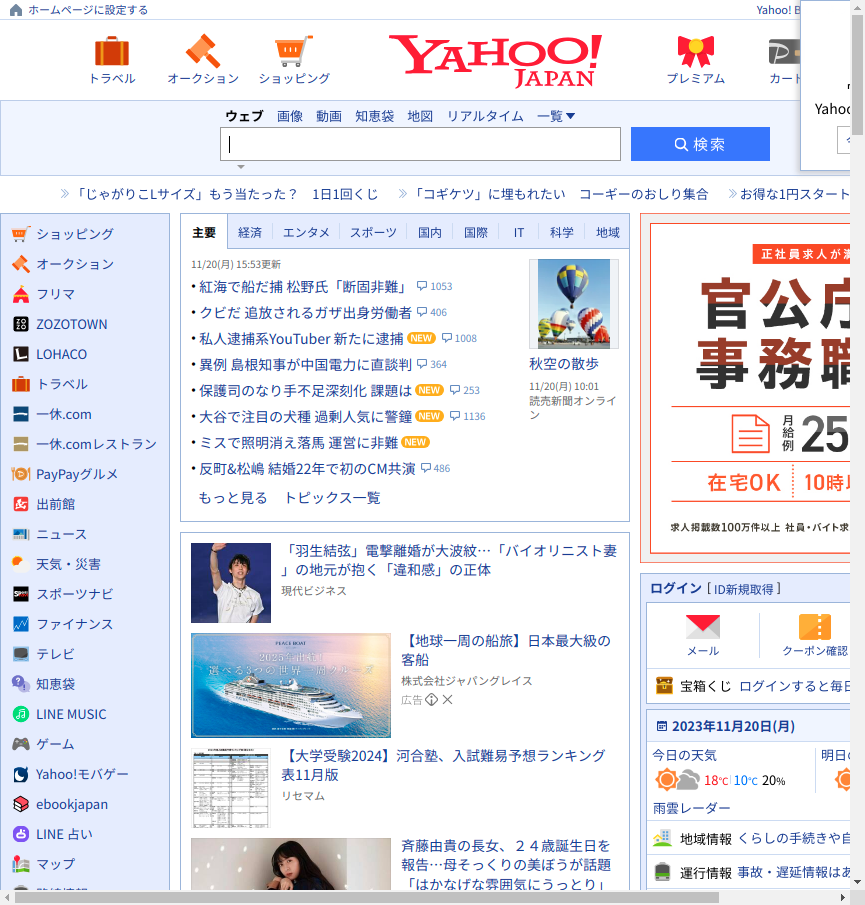 ホームページに設定する
Yahoo! B
トラベル
オークション
ショッピング
YAHOO!
JAPAN
プレミアム
カード
Yahoo
ウェブ 画像 動画 知恵袋 地図 リアルタイム 一覧
検索
「じゃがりこLサイズ」もう当たった？ 1日1回くじ
「コギケツ」に埋もれたい コーギーのおしり集合
お得な1円スタート
ショッピング
オークション
フリマ
ZOZOTOWN
LOHACO
トラベル
一休.com
一休.comレストラン
PayPayグルメ
出前館
ニュース
天気・災害
スポーツナビ
ファイナンス
テレビ
知恵袋
LINE MUSIC
ゲーム
Yahoo!モバゲー
ebookjapan
LINE 占い
マップ
主要 経済 エンタメ スポーツ 国内 国際 IT 科学 地域
11/20(月) 15:53更新
・紅海で船だ捕 松野氏「断固非難」 1053
・クビだ 追放されるガザ出身労働者 406
・私人逮捕系YouTuber 新たに逮捕 NEW 1008
・異例 島根知事が中国電力に直談判 364
・保護司のなり手不足深刻化 課題は NEW 253
・大谷で注目の犬種 過剰人気に警鐘 NEW 1136
・ミスで照明消え落馬 運営に非難 NEW
・反町&松嶋 結婚22年で初のCM共演 486
もっと見る トピックス一覧
秋空の散歩
11/20(月) 10:01
読売新聞オンライ
ン
「羽生結弦」電撃離婚が大波紋…「バイオリニスト妻
」の地元が抱く「違和感」の正体
現代ビジネス
PEACE BOAT
2025年出航！
選べる3つの世界一周クルーズ
【地球一周の船旅】日本最大級の
客船
株式会社ジャパングレイス
広告
【大学受験2024】河合塾、入試難易予想ランキング
表11月版
リセマム
斉藤由貴の長女、２４歳誕生日を
報告…母そっくりの美ぼうが話題
「はかなげな雰囲気にうっとり」
正社員求人が満
官公庁
事務職
月給例
25
在宅OK
10時以
求人掲載数100万件以上 社員・バイト求
ログイン [ ID新規取得 ]
メール
クーポン確認
宝箱くじ ログインすると毎日
2023年11月20日(月)
今日の天気
18℃ 10℃ 20%
明日の
雨雲レーダー
地域情報 くらしの手続きや自
運行情報 事故・遅延情報はあ